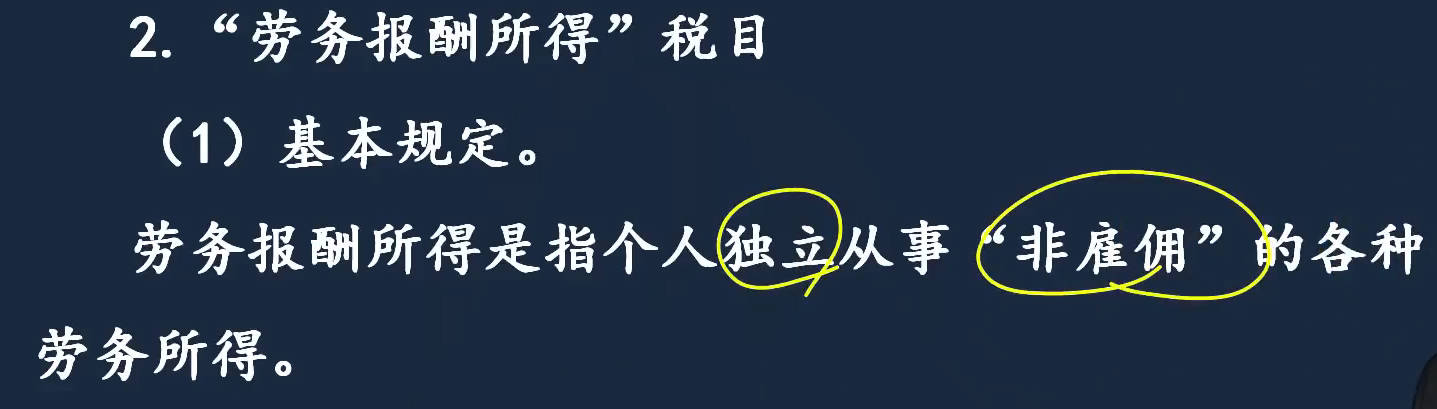 2.“劳务报酬所得”税目
（1）基本规定。
劳务报酬所得是指个人独立从事“非雇佣”的各种
劳务所得。